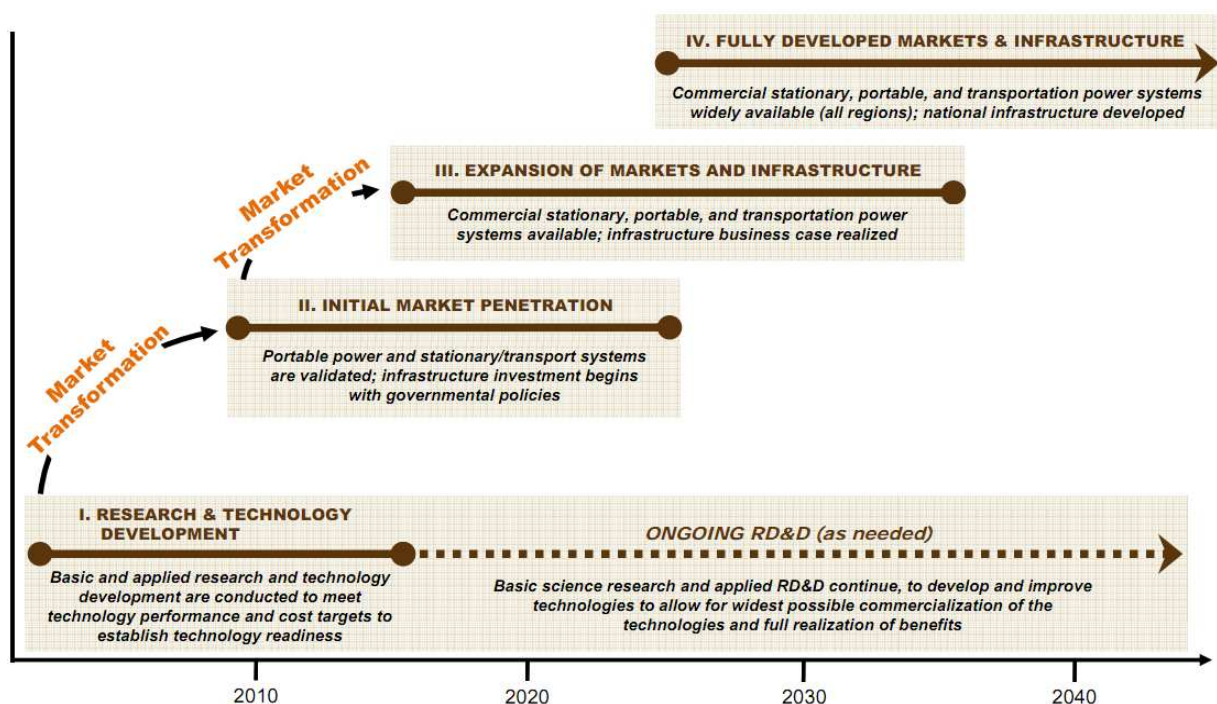 IV. FULLY DEVELOPED MARKETS & INFRASTRUCTURE
Commercial stationary, portable, and transportation power systems
widely available (all regions); national infrastructure developed
Market
Transformation
III. EXPANSION OF MARKETS AND INFRASTRUCTURE
Commercial stationary, portable, and transportation power
systems available; infrastructure business case realized
Market
Transformation
II. INITIAL MARKET PENETRATION
Portable power and stationary/transport systems
are validated; infrastructure investment begins
with governmental policies
I. RESEARCH & TECHNOLOGY
DEVELOPMENT
Basic and applied research and technology
development are conducted to meet
technology performance and cost targets to
establish technology readiness
ONGOING RD&D (as needed)
Basic science research and applied RD&D continue, to develop and improve
technologies to allow for widest possible commercialization of the
technologies and full realization of benefits
2010
2020
2030
2040